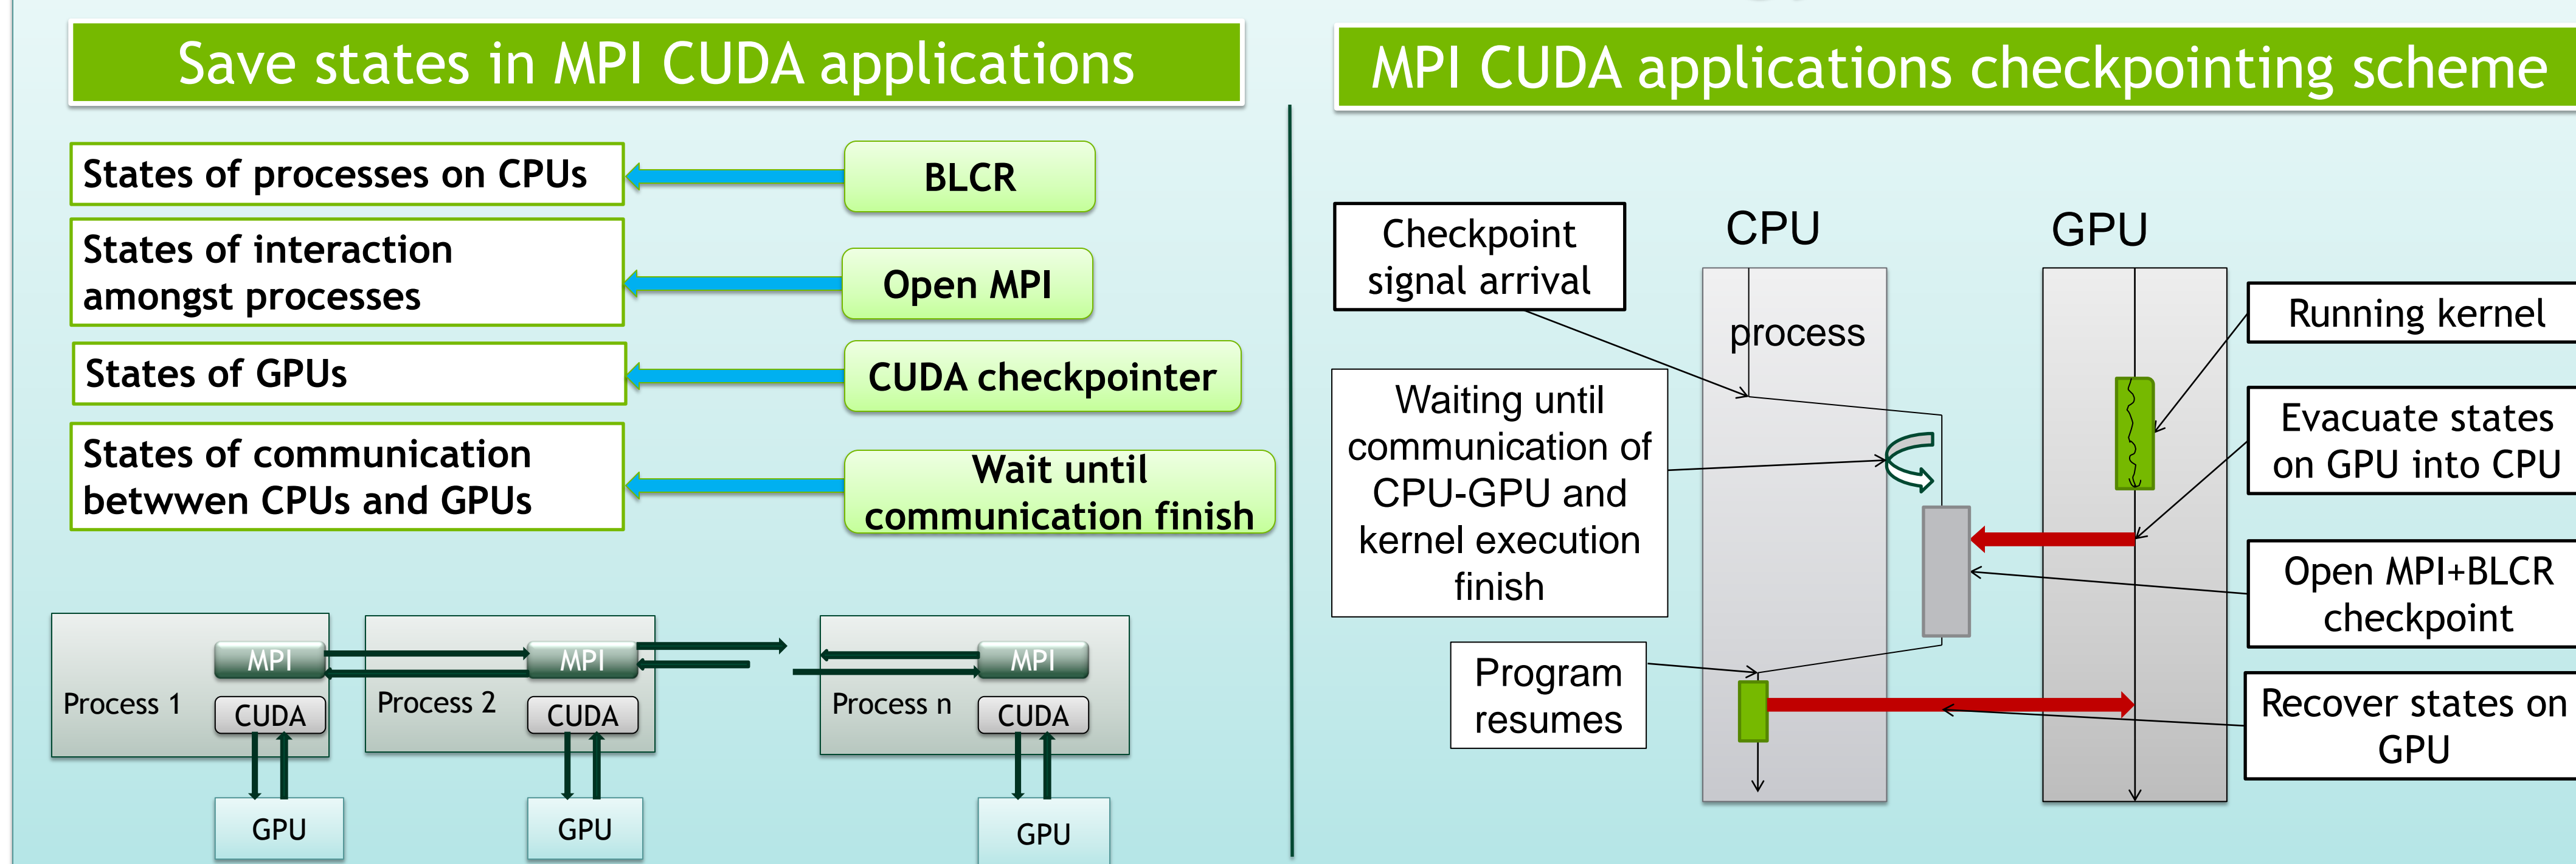 Save states in MPI CUDA applications
States of processes on CPUs
BLCR
States of interaction
amongst processes
Open MPI
States of GPUs
CUDA checkpointer
States of communication
betwwen CPUs and GPUs
Wait until
communication finish
Process 1
MPI
CUDA
GPU
Process 2
MPI
CUDA
GPU
Process n
MPI
CUDA
GPU
MPI CUDA applications checkpointing scheme
Checkpoint
signal arrival
CPU
GPU
process
Running kernel
Waiting until
communication of
CPU-GPU and
kernel execution
finish
Evacuate states
on GPU into CPU
Open MPI+BLCR
checkpoint
Program
resumes
Recover states on
GPU